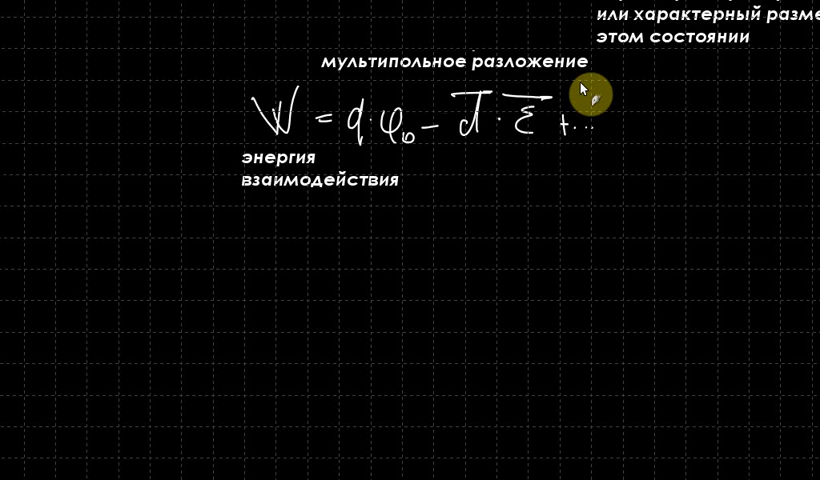 или характерный разме
этом состоянии
мультипольное разложение
W = q·φ₀ − d̄ · ε̄ + ...
энергия
взаимодействия